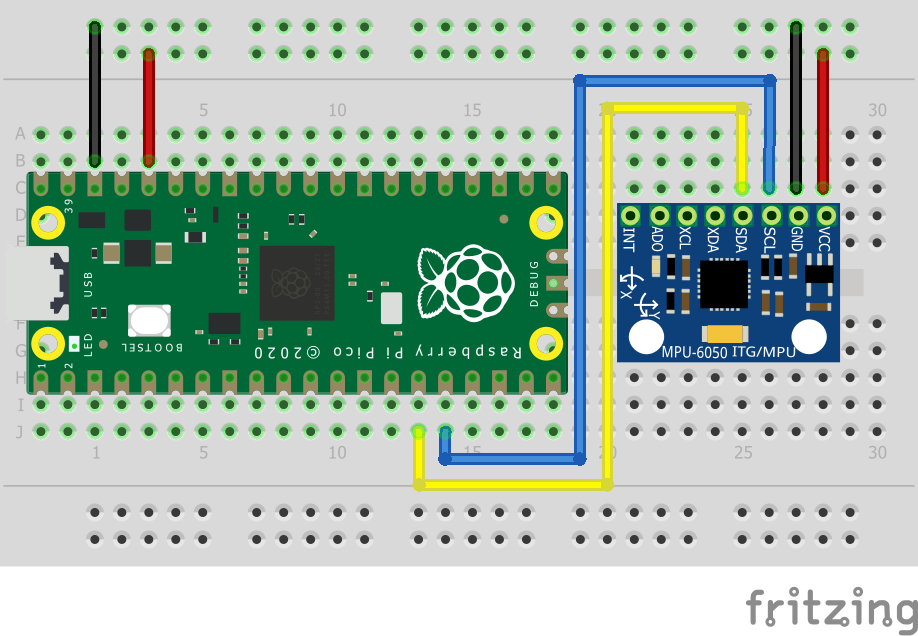 5 10 15 20 25 30
A
B
C
D
F
F
G
H
I
J
39
USB
LED
1
2
BOOTSEL
Raspberry Pi Pico ©2020
DEBUG
INT ADO XCL XDA SDA SCL GND VCC
X
Y
MPU-6050 ITG/MPU
1 5 10 15 25 30
fritzing